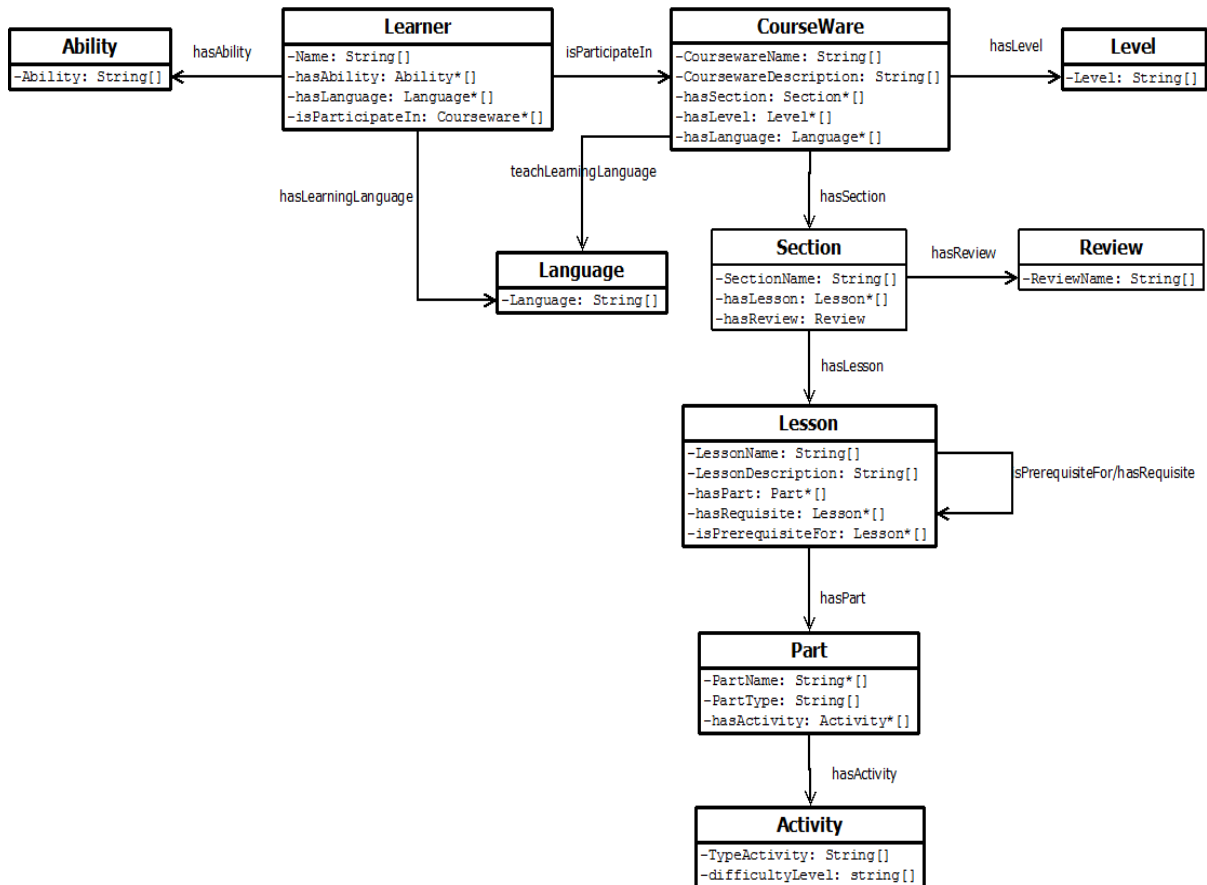 Ability
-Ability: String[]
hasAbility
Learner
-Name: String[]
-hasAbility: Ability*[]
-hasLanguage: Language*[]
-isParticipateIn: Courseware*[]
isParticipateIn
CourseWare
-CoursewareName: String[]
-CoursewareDescription: String[]
-hasSection: Section*[]
-hasLevel: Level*[]
-hasLanguage: Language*[]
hasLevel
Level
-Level: String[]
hasLearningLanguage
teachLearningLanguage
hasSection
Language
-Language: String[]
Section
-SectionName: String[]
-hasLesson: Lesson*[]
-hasReview: Review
hasReview
Review
-ReviewName: String[]
hasLesson
Lesson
-LessonName: String[]
-LessonDescription: String[]
-hasPart: Part*[]
-hasRequisite: Lesson*[]
-isPrerequisiteFor: Lesson*[]
sPrerequisiteFor/hasRequisite
hasPart
Part
-PartName: String*[]
-PartType: String[]
-hasActivity: Activity*[]
hasActivity
Activity
-TypeActivity: String[]
-difficultyLevel: string[]